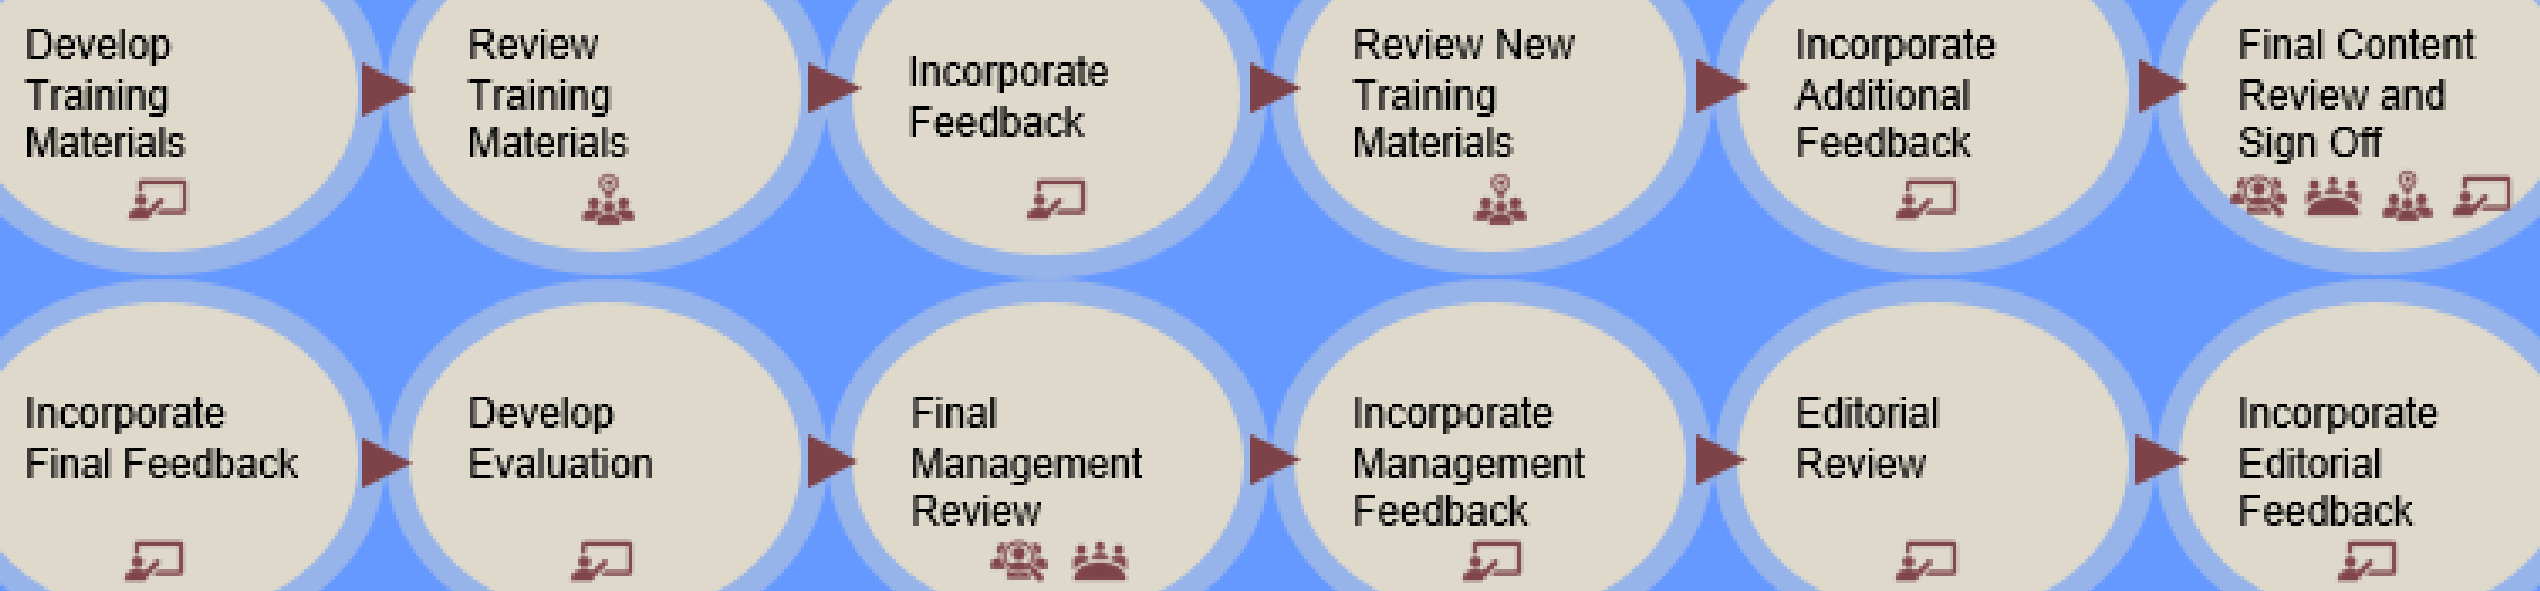 Develop
Training
Materials
Review
Training
Materials
Incorporate
Feedback
Review New
Training
Materials
Incorporate
Additional
Feedback
Final Content
Review and
Sign Off
Incorporate
Final Feedback
Develop
Evaluation
Final
Management
Review
Incorporate
Management
Feedback
Editorial
Review
Incorporate
Editorial
Feedback